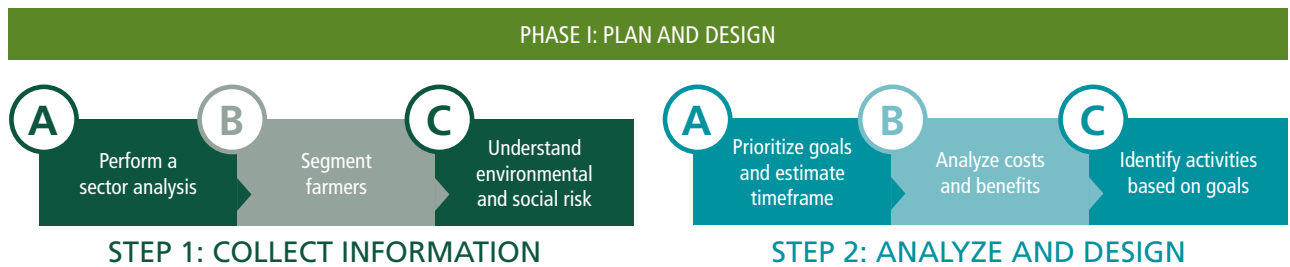 PHASE I: PLAN AND DESIGN
A
Perform a
sector analysis
B
Segment
farmers
C
Understand
environmental
and social risk
STEP 1: COLLECT INFORMATION
A
Prioritize goals
and estimate
timeframe
B
Analyze costs
and benefits
C
Identify activities
based on goals
STEP 2: ANALYZE AND DESIGN